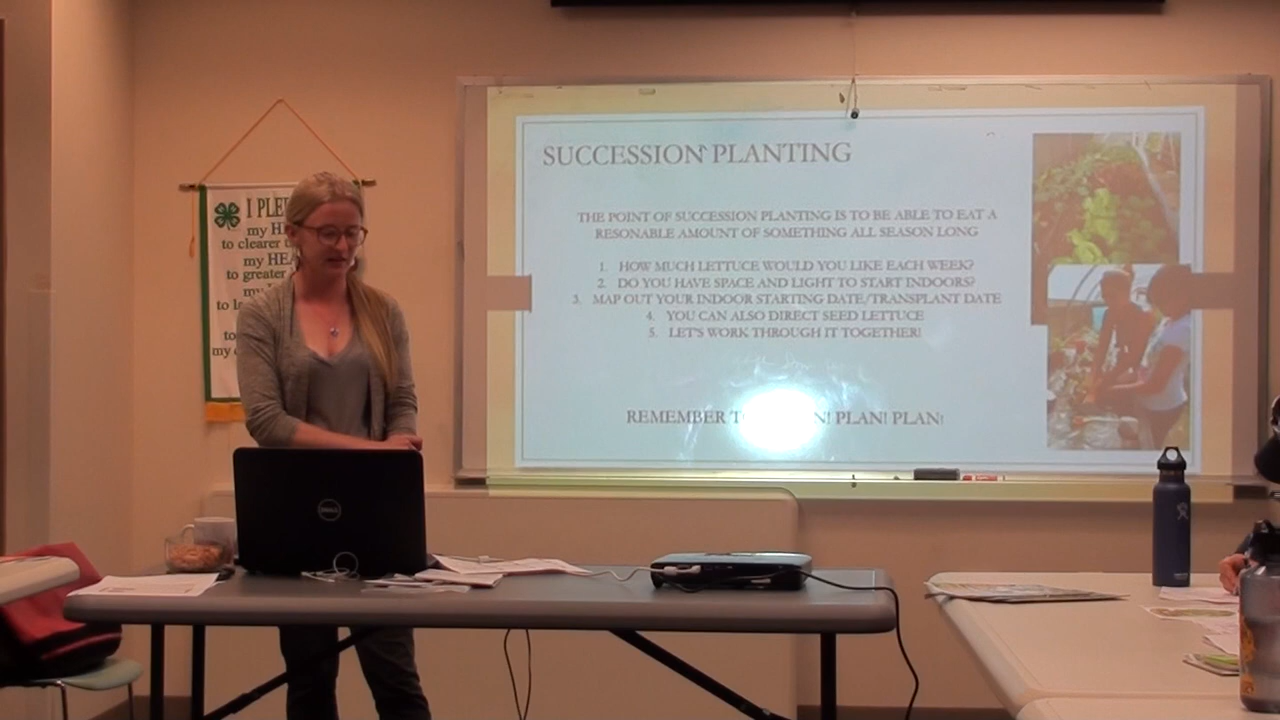 SUCCESSION PLANTING
THE POINT OF SUCCESSION PLANTING IS TO BE ABLE TO EAT A
RESONABLE AMOUNT OF SOMETHING ALL SEASON LONG
1. HOW MUCH LETTUCE WOULD YOU LIKE EACH WEEK?
2. DO YOU HAVE SPACE AND LIGHT TO START INDOORS?
3. MAP OUT YOUR INDOOR STARTING DATE/TRANSPLANT DATE
4. YOU CAN ALSO DIRECT SEED LETTUCE
5. LET'S WORK THROUGH IT TOGETHER!
REMEMBER PLAN! PLAN!
I
my
to clearer
my
to greater
my
to
to
my
DELL